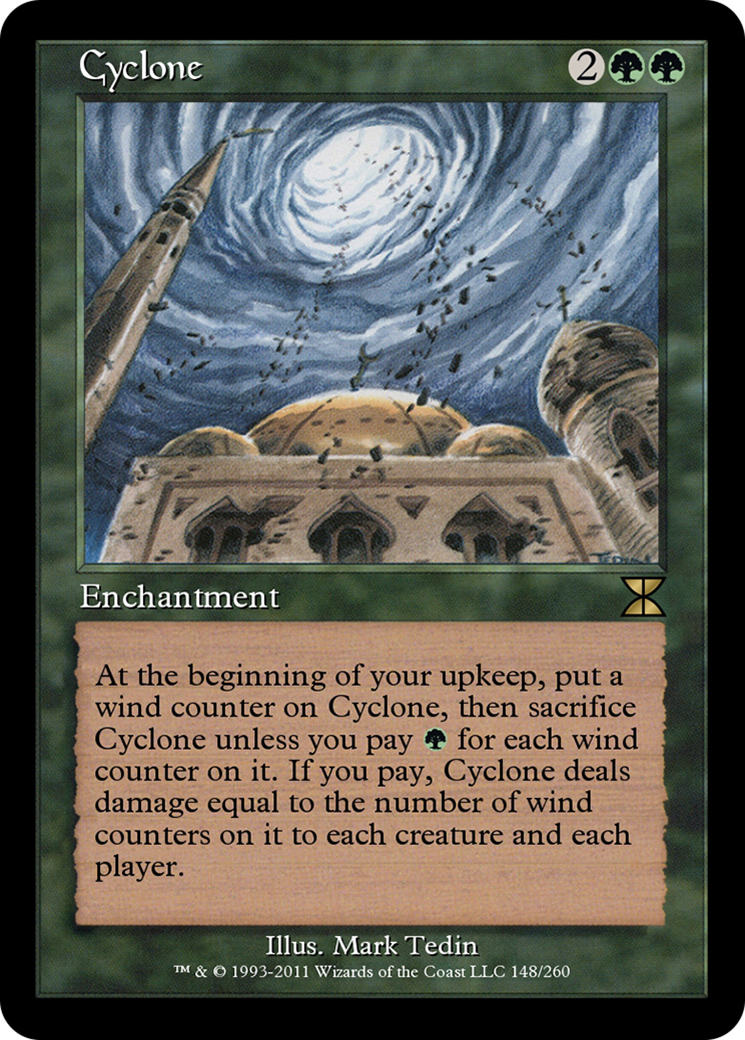 Cyclone 2
Enchantment
At the beginning of your upkeep, put a
wind counter on Cyclone, then sacrifice
Cyclone unless you pay for each wind
counter on it. If you pay, Cyclone deals
damage equal to the number of wind
counters on it to each creature and each
player.
Illus. Mark Tedin
™ & © 1993-2011 Wizards of the Coast LLC 148/260